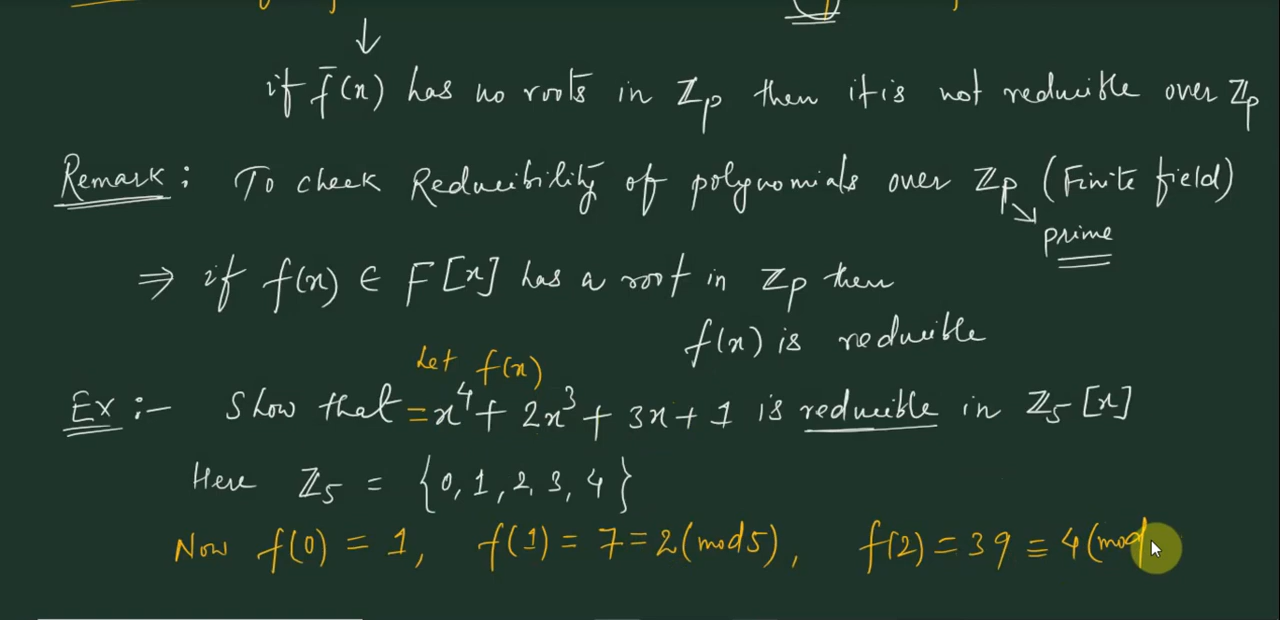 if f̄(x) has no roots in ℤp then it is not reducible over ℤp
Remark : To check Reducibility of polynomials over ℤp (Finite field)
prime
⇒ if f(x) ∈ F[x] has a root in ℤp then
f(x) is reducible
Let f(x)
Ex :- Show that = x⁴ + 2x³ + 3x + 1 is reducible in ℤ₅[x]
Here ℤ₅ = {0, 1, 2, 3, 4}
Now f(0) = 1, f(1) = 7 = 2(mod5), f(2) = 39 ≡ 4(mod